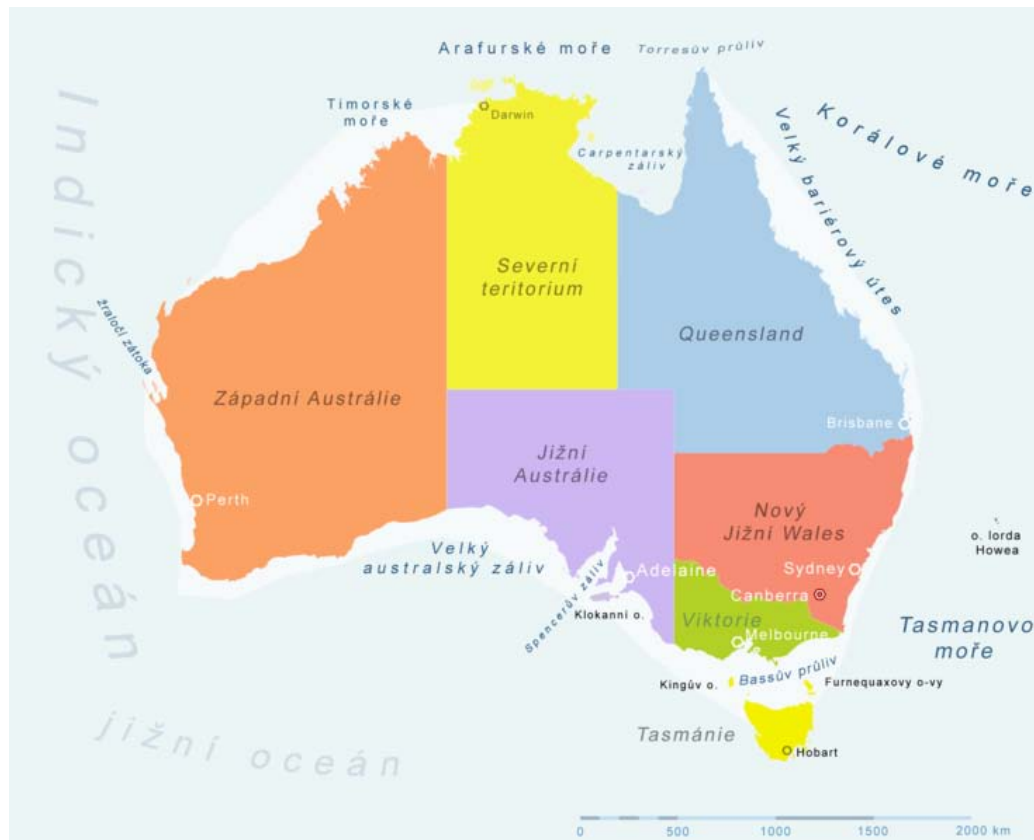 Arafurské moře
Torresův průliv
Timorské
moře
Darwin
Carpentarský
záliv
Korálové moře
Velký bariérový útes
Indický oceán
Severní
teritorium
Queensland
žraločí zátoka
Západní Austrálie
Jižní
Austrálie
Brisbane
Perth
Nový
Jižní Wales
o. lorda
Howea
Velký
australský záliv
Spencerův záliv
Adelaine
Sydney
Canberra
Klokanní o.
Viktorie
Melbourne
Tasmanovo
moře
Bassův průliv
Kingův o.
Furnequaxovy o-vy
Tasmánie
Hobart
jižní oceán
0 500 1000 1500 2000 km